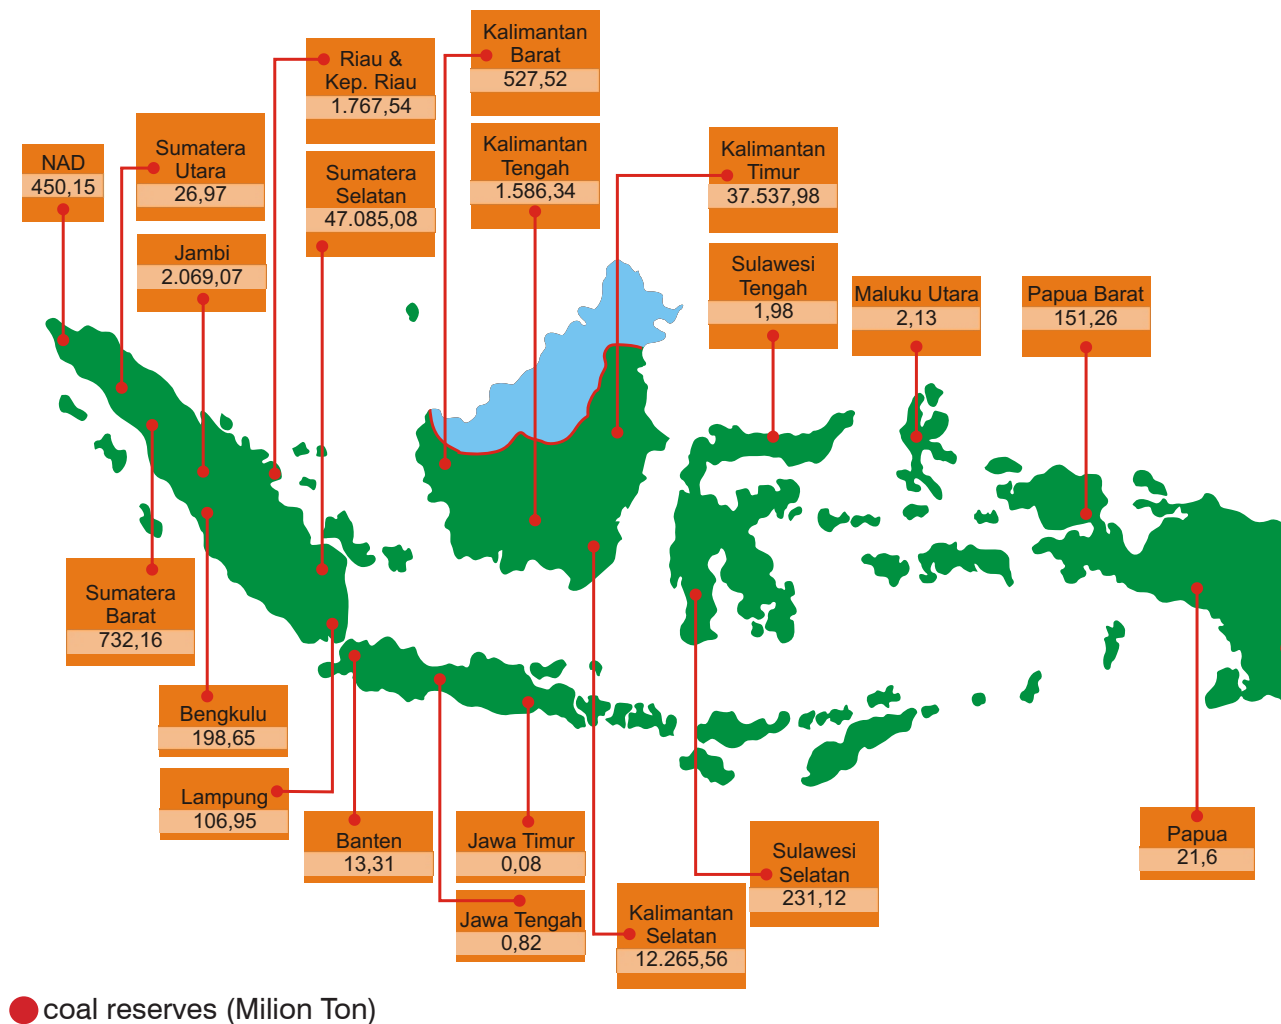 Kalimantan
Barat
527,52
Riau &
Kep. Riau
1.767,54
Sumatera
Utara
26,97
NAD
450,15
Kalimantan
Tengah
1.586,34
Kalimantan
Timur
37.537,98
Sumatera
Selatan
47.085,08
Jambi
2.069,07
Sulawesi
Tengah
1,98
Maluku Utara
2,13
Papua Barat
151,26
Sumatera
Barat
732,16
Bengkulu
198,65
Lampung
106,95
Banten
13,31
Jawa Timur
0,08
Jawa Tengah
0,82
Kalimantan
Selatan
12.265,56
Sulawesi
Selatan
231,12
Papua
21,6
coal reserves (Milion Ton)